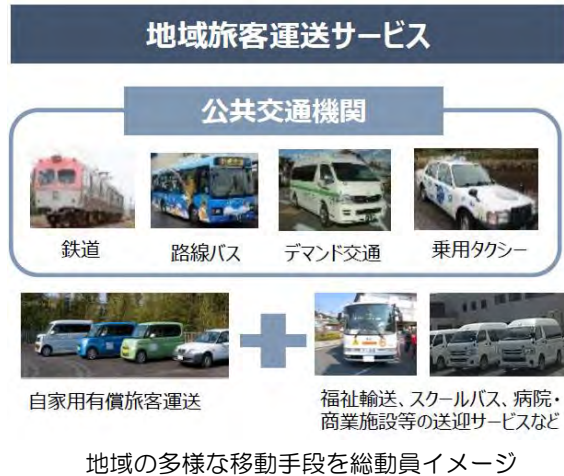 地域旅客運送サービス
公共交通機関
鉄道
路線バス
デマンド交通
乗用タクシー
自家用有償旅客運送
福祉輸送、スクールバス、病院・
商業施設等の送迎サービスなど
地域の多様な移動手段を総動員イメージ